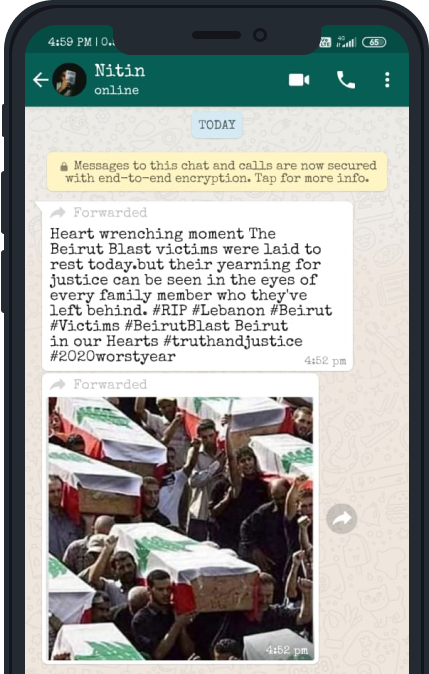 4:59 PM | 0.
4G
65
Nitin
online
TODAY
Messages to this chat and calls are now secured
with end-to-end encryption. Tap for more info.
Forwarded
Heart wrenching moment The
Beirut Blast victims were laid to
rest today.but their yearning for
justice can be seen in the eyes of
every family member who they've
left behind. #RIP #Lebanon #Beirut
#Victims #BeirutBlast Beirut
in our Hearts #truthandjustice
#2020worstyear
4:52 pm
Forwarded
4:52 pm